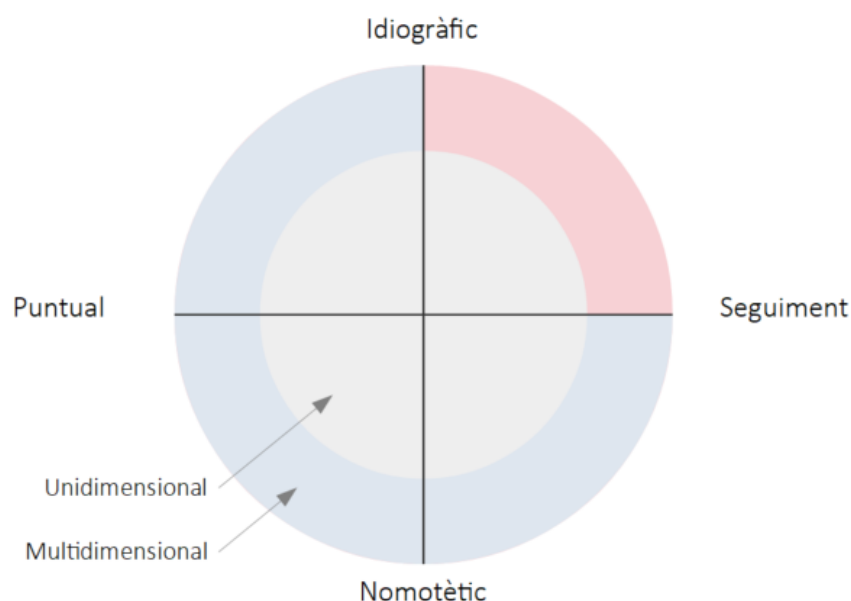 Idiogràfic
Puntual
Seguiment
Unidimensional
Multidimensional
Nomotètic